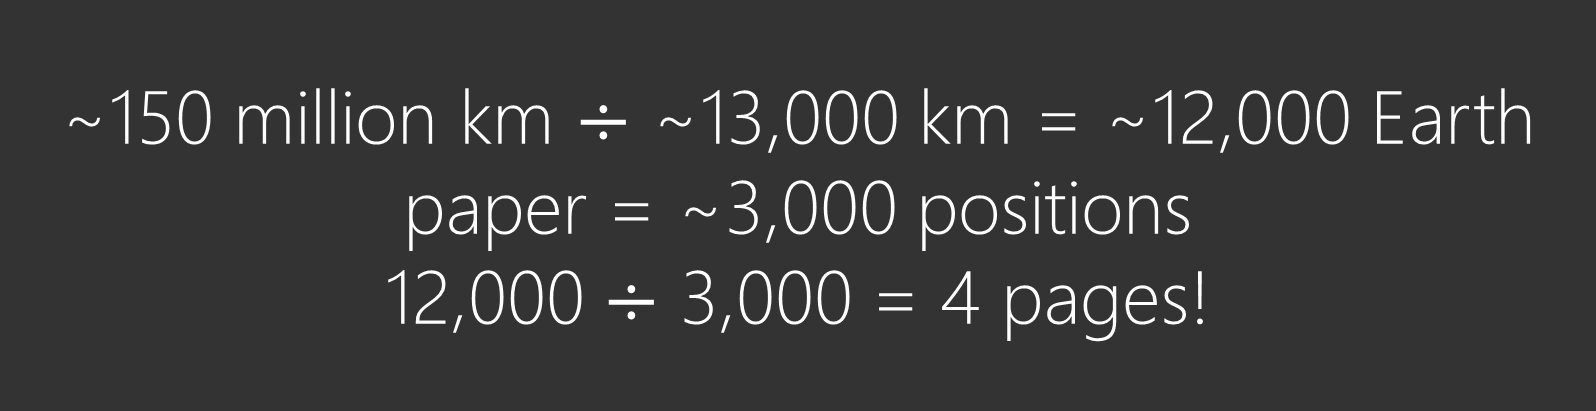 ~150 million km ÷ ~13,000 km = ~12,000 Earth
paper = ~3,000 positions
12,000 ÷ 3,000 = 4 pages!